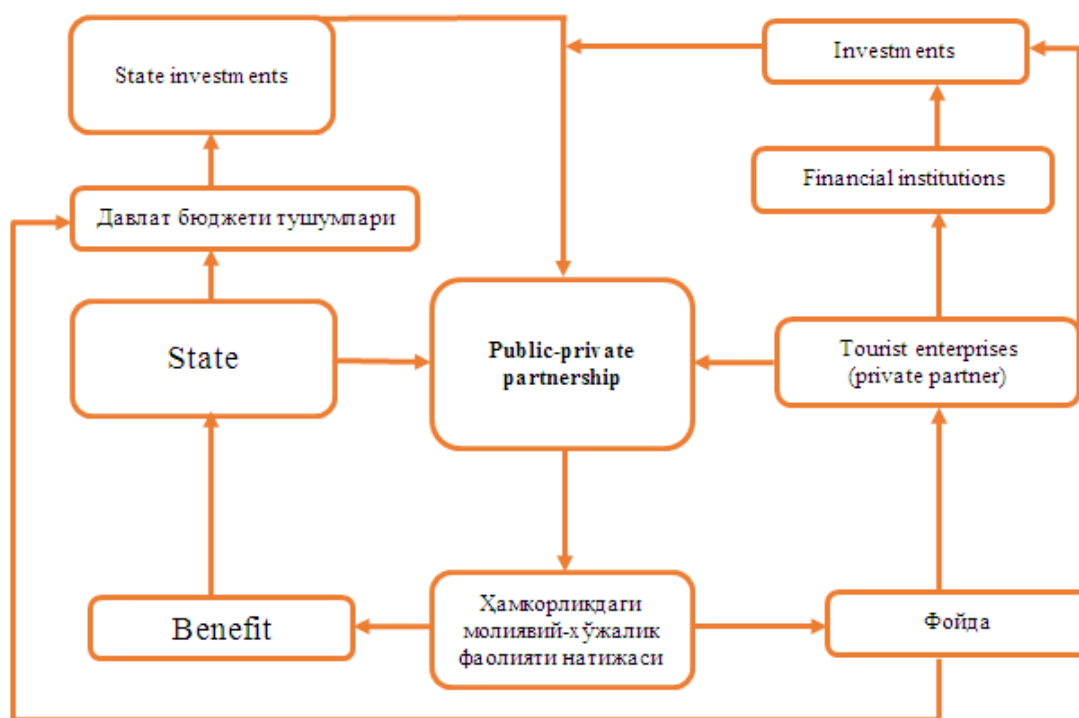 State investments
Investments
Financial institutions
Давлат бюджети тушумлари
State
Public-private
partnership
Tourist enterprises
(private partner)
Benefit
Ҳамкорликдаги
молиявий-хўжалик
фаолияти натижаси
Фойда